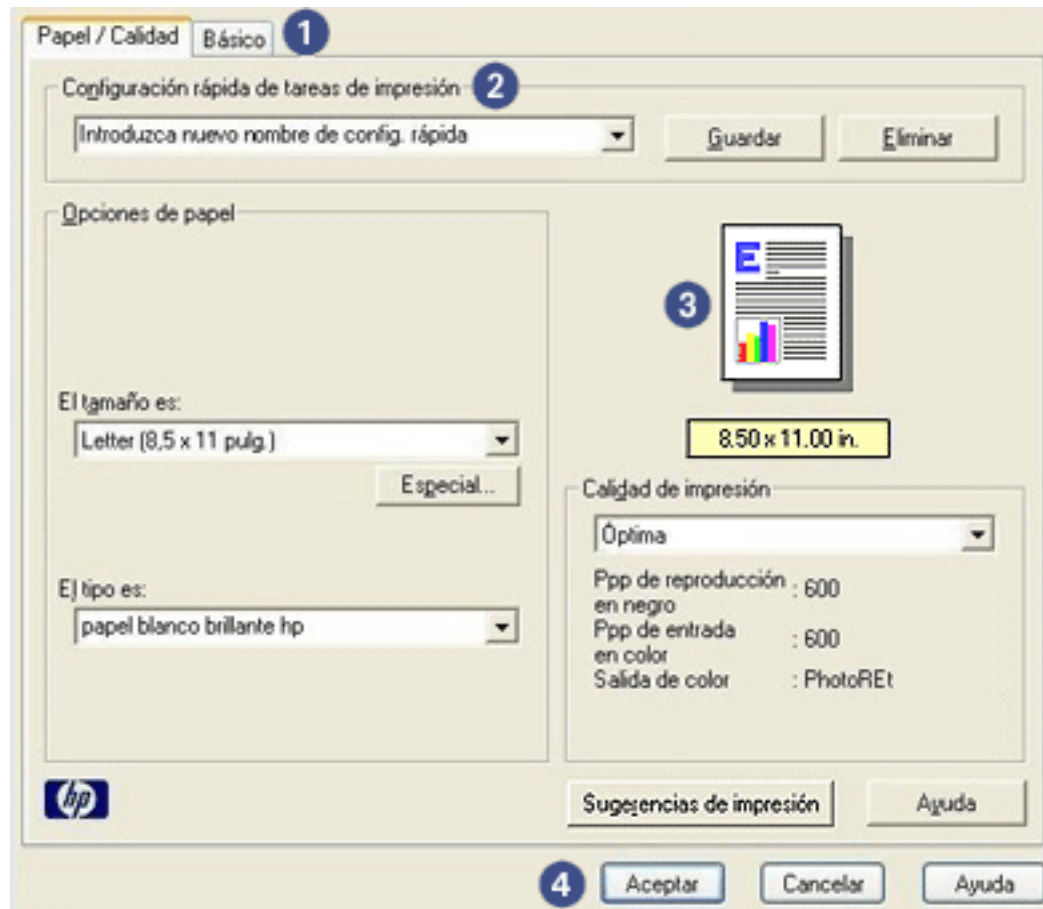 Papel / Calidad
Básico
1
Configuración rápida de tareas de impresión
2
Introduzca nuevo nombre de config. rápida
Guardar
Eliminar
Opciones de papel
E
3
El tamaño es:
Letter (8,5 x 11 pulg.)
8.50 x 11.00 in.
Especial...
Calidad de impresión
Óptima
El tipo es:
papel blanco brillante hp
Ppp de reproducción
en negro
: 600
Ppp de entrada
en color
: 600
Salida de color
: PhotoREt
hp
Sugerencias de impresión
Ayuda
4
Aceptar
Cancelar
Ayuda